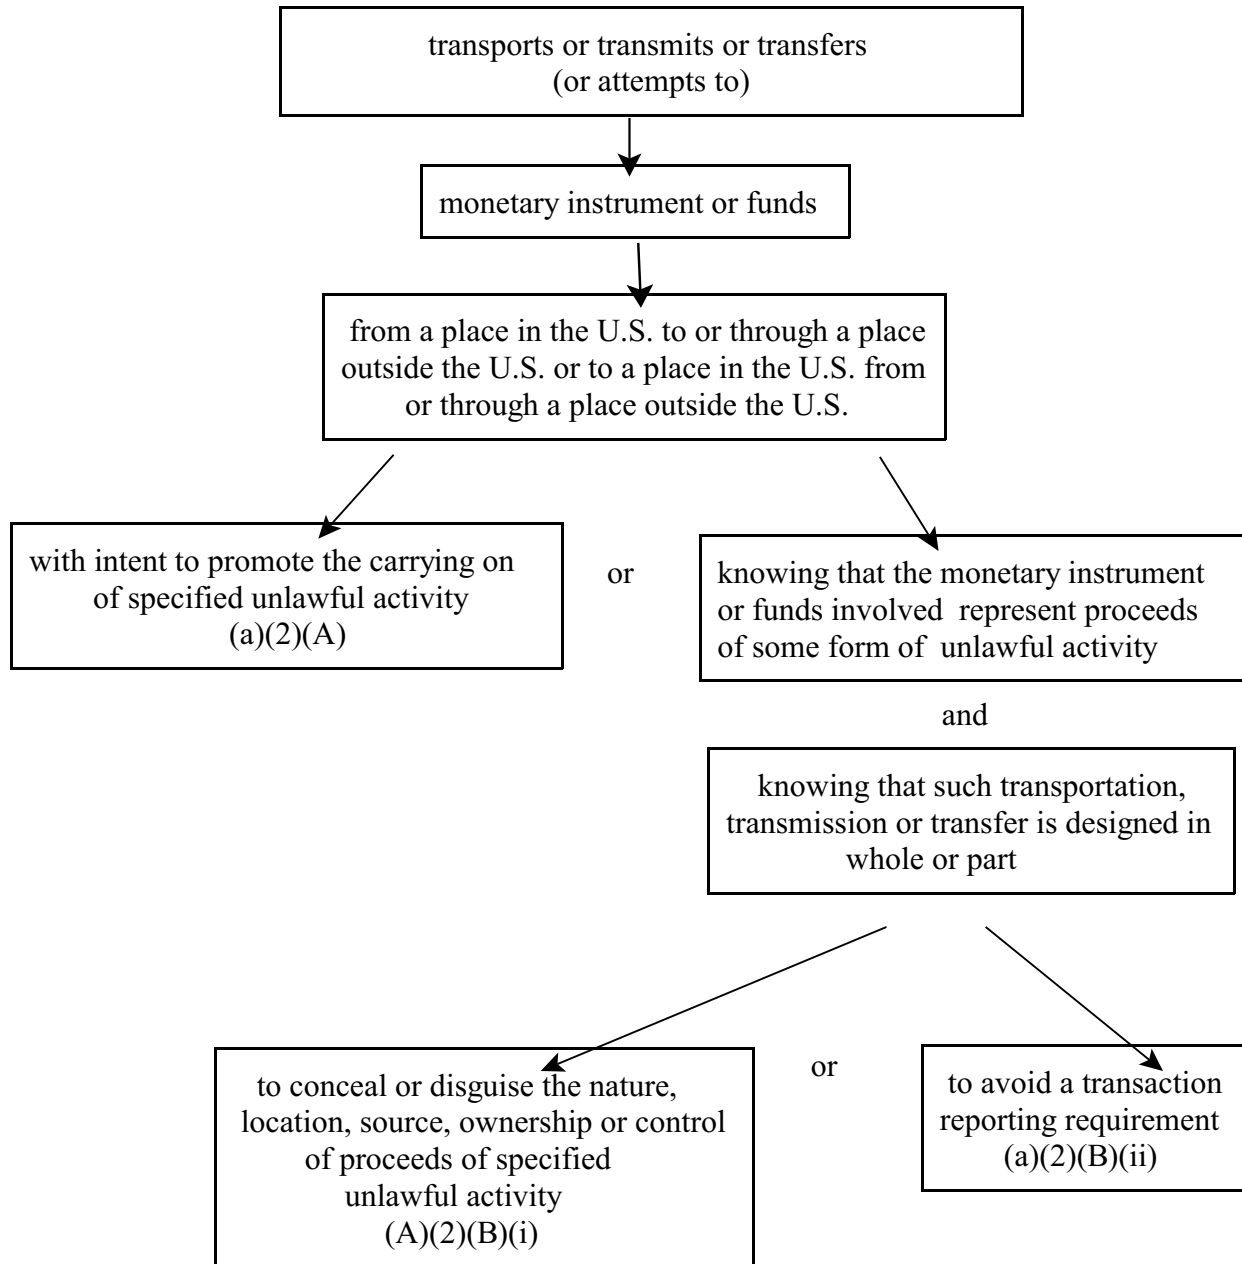 transports or transmits or transfers
(or attempts to)
monetary instrument or funds
from a place in the U.S. to or through a place
outside the U.S. or to a place in the U.S. from
or through a place outside the U.S.
with intent to promote the carrying on
of specified unlawful activity
(a)(2)(A)
or
knowing that the monetary instrument
or funds involved represent proceeds
of some form of unlawful activity
and
knowing that such transportation,
transmission or transfer is designed in
whole or part
to conceal or disguise the nature,
location, source, ownership or control
of proceeds of specified
unlawful activity
(A)(2)(B)(i)
or
to avoid a transaction
reporting requirement
(a)(2)(B)(ii)